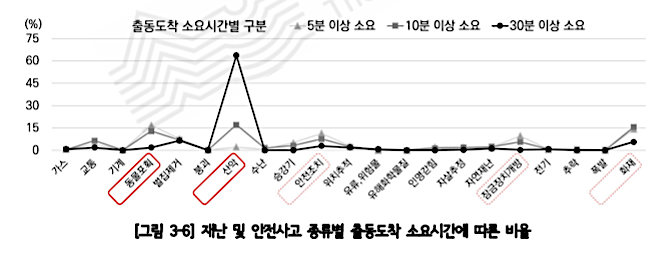 (%)
출동도착 소요시간별 구분 5분 이상 소요 10분 이상 소요 30분 이상 소요
75
60
45
30
15
0
가스
교통
기계
동물포획
벌집제거
붕괴
산악
수난
승강기
안전조치
위치추적
유류,위험물
유해화학물질
인명갇힘
자살추정
자연재난
잠금장치개방
전기
추락
폭발
화재
[그림 3-6] 재난 및 안전사고 종류별 출동도착 소요시간에 따른 비율